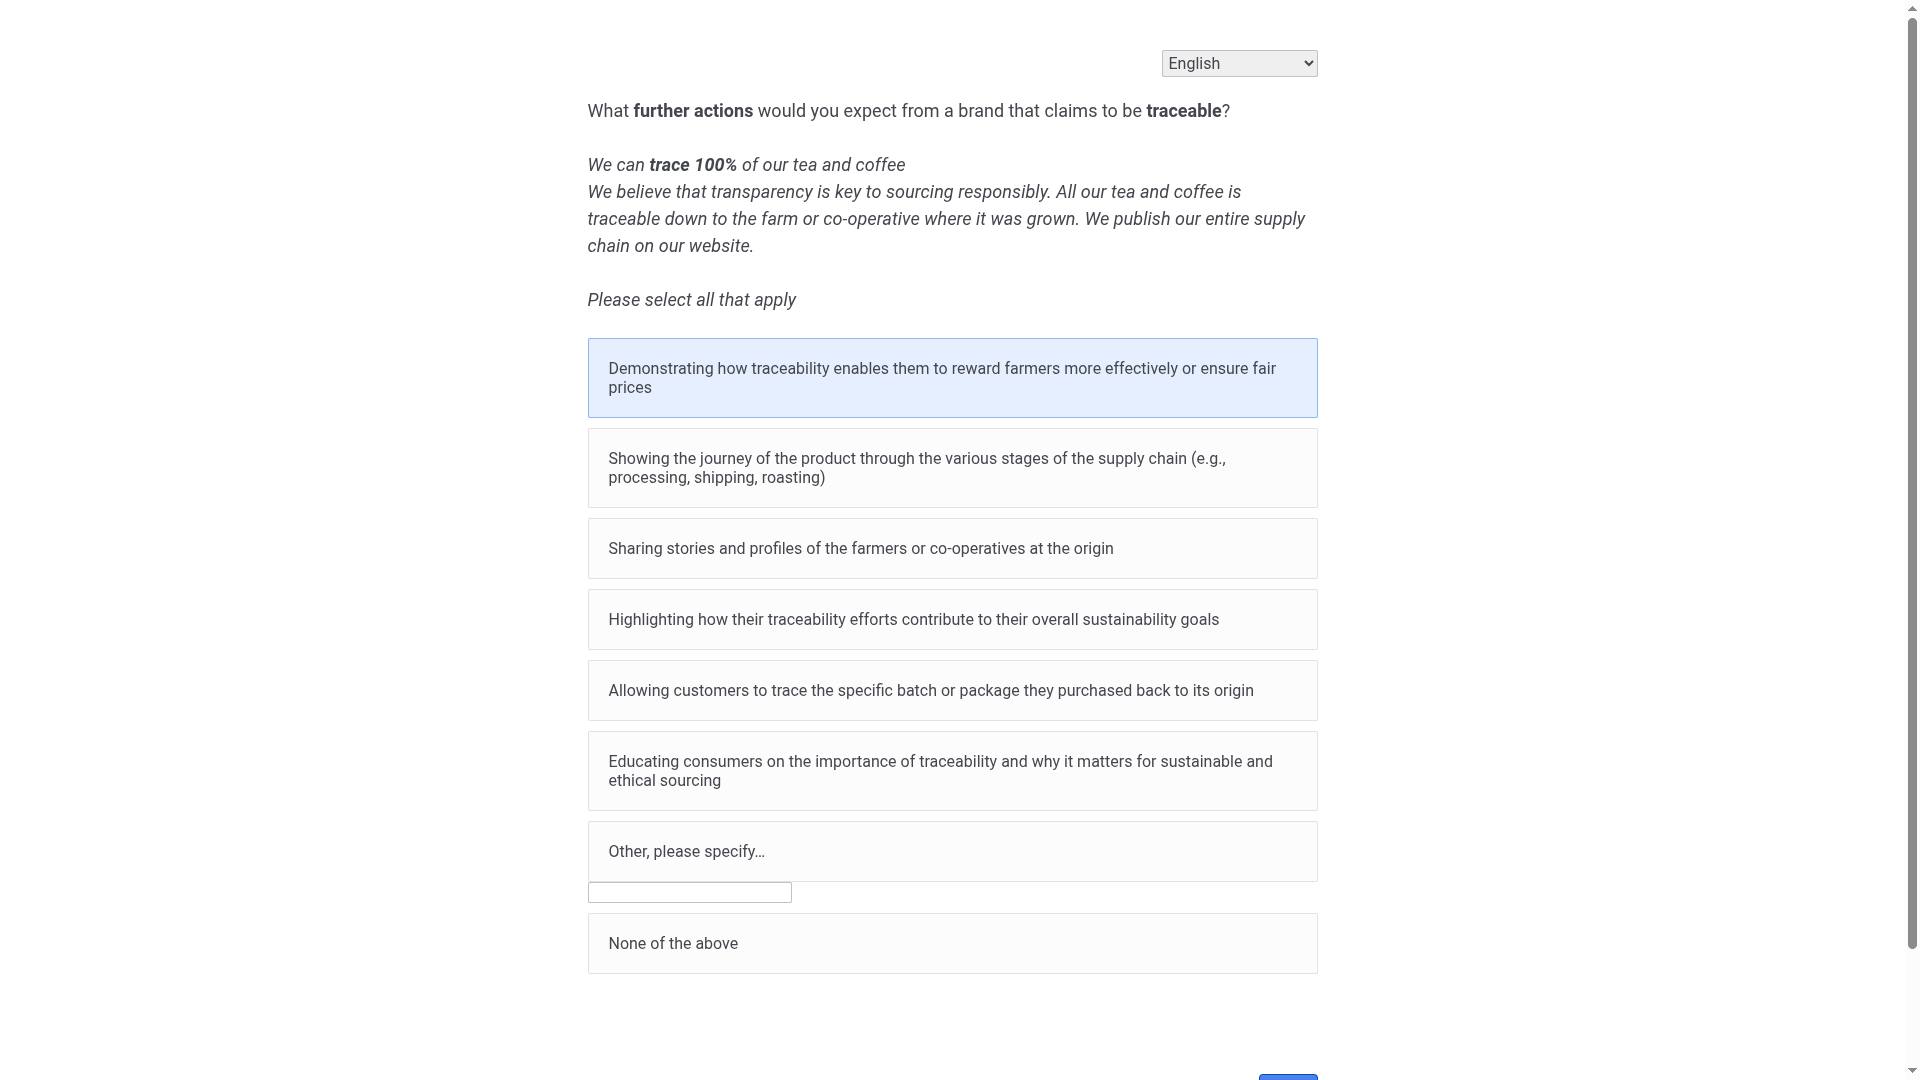 English
What further actions would you expect from a brand that claims to be traceable?
We can trace 100% of our tea and coffee
We believe that transparency is key to sourcing responsibly. All our tea and coffee is
traceable down to the farm or co-operative where it was grown. We publish our entire supply
chain on our website.
Please select all that apply
Demonstrating how traceability enables them to reward farmers more effectively or ensure fair
prices
Showing the journey of the product through the various stages of the supply chain (e.g.,
processing, shipping, roasting)
Sharing stories and profiles of the farmers or co-operatives at the origin
Highlighting how their traceability efforts contribute to their overall sustainability goals
Allowing customers to trace the specific batch or package they purchased back to its origin
Educating consumers on the importance of traceability and why it matters for sustainable and
ethical sourcing
Other, please specify…
None of the above